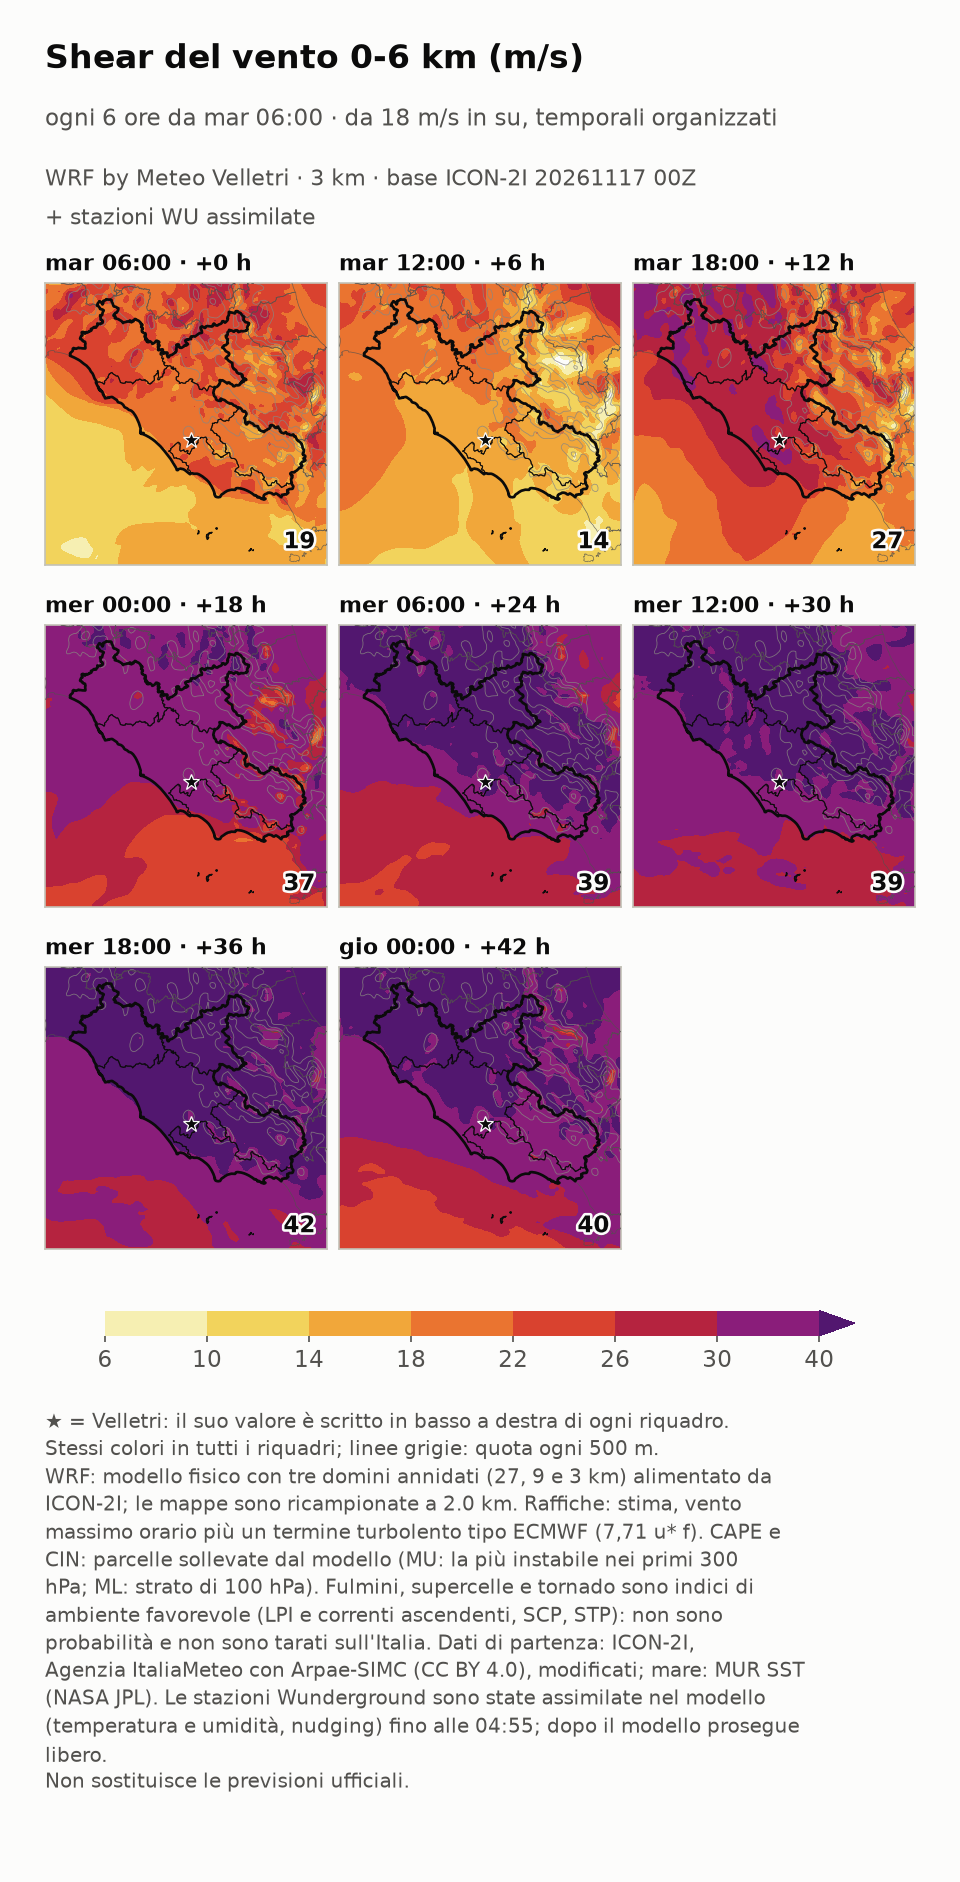 Shear del vento 0-6 km (m/s)
ogni 6 ore da mar 06:00 · da 18 m/s in su, temporali organizzati
WRF by Meteo Velletri · 3 km · base ICON-2I 20261117 00Z
+ stazioni WU assimilate
mar 06:00 · +0 h
mar 12:00 · +6 h
mar 18:00 · +12 h
19
14
27
mer 00:00 · +18 h
mer 06:00 · +24 h
mer 12:00 · +30 h
37
39
39
mer 18:00 · +36 h
gio 00:00 · +42 h
42
40
6 10 14 18 22 26 30 40
★ = Velletri: il suo valore è scritto in basso a destra di ogni riquadro.
Stessi colori in tutti i riquadri; linee grigie: quota ogni 500 m.
WRF: modello fisico con tre domini annidati (27, 9 e 3 km) alimentato da
ICON-2I; le mappe sono ricampionate a 2.0 km. Raffiche: stima, vento
massimo orario più un termine turbolento tipo ECMWF (7,71 u* f). CAPE e
CIN: parcelle sollevate dal modello (MU: la più instabile nei primi 300
hPa; ML: strato di 100 hPa). Fulmini, supercelle e tornado sono indici di
ambiente favorevole (LPI e correnti ascendenti, SCP, STP): non sono
probabilità e non sono tarati sull'Italia. Dati di partenza: ICON-2I,
Agenzia ItaliaMeteo con Arpae-SIMC (CC BY 4.0), modificati; mare: MUR SST
(NASA JPL). Le stazioni Wunderground sono state assimilate nel modello
(temperatura e umidità, nudging) fino alle 04:55; dopo il modello prosegue
libero.
Non sostituisce le previsioni ufficiali.